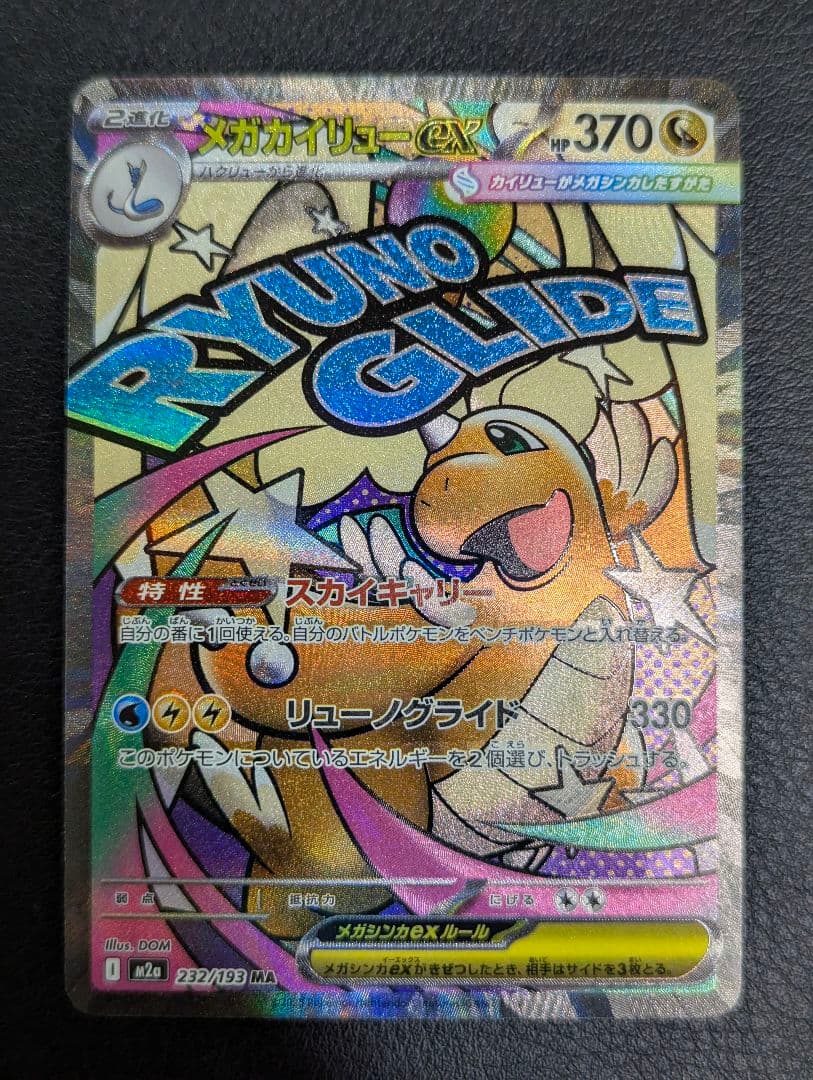 2進化 メガカイリューex HP370
ハクリューから進化
カイリューがメガシンカしたすがた
RYUNO
GLIDE
特性 スカイキャリー
自分の番に1回使える。自分のバトルポケモンをベンチポケモンと入れ替える。
リューノグライド 330
このポケモンについているエネルギーを2個選び、トラッシュする。
弱点 抵抗力 にげる
Illus. DOM
メガシンカexルール
I M2a 232/193 MA
メガシンカexがきぜつしたとき、相手はサイドを3枚とる。